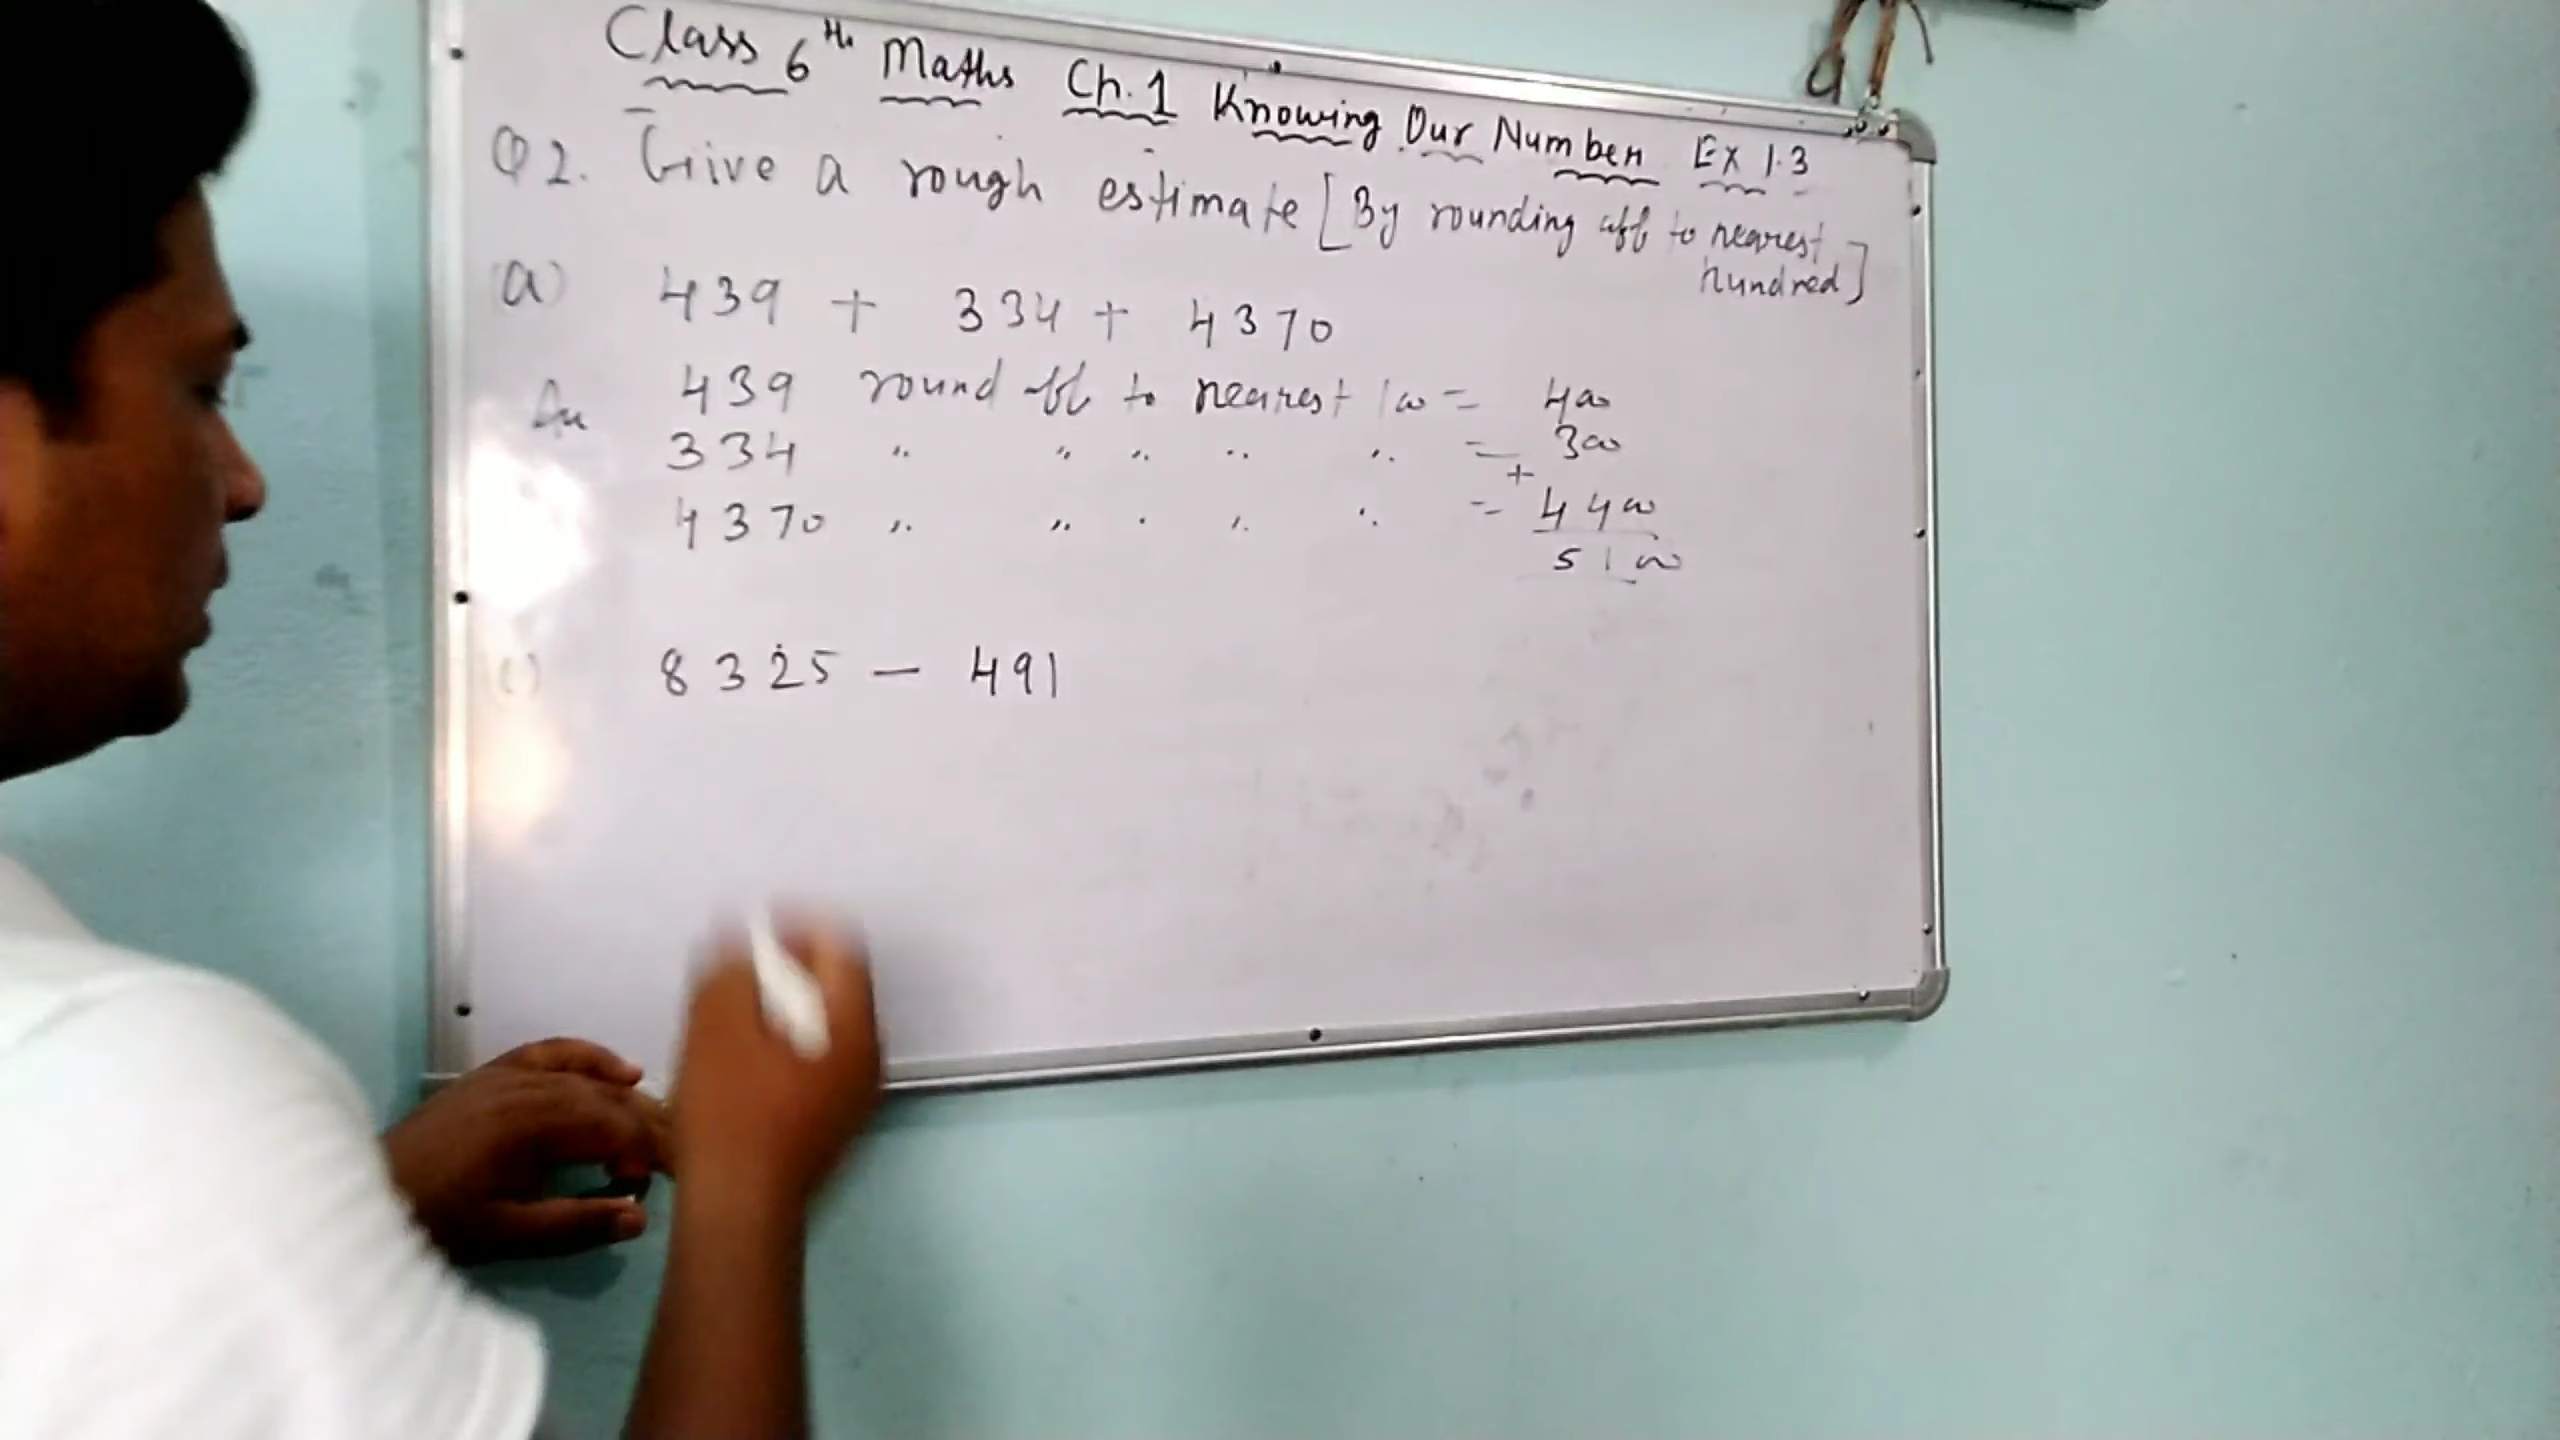 Class 6th Maths Ch. 1 Knowing Our Number Ex 1.3
Q2. Give a rough estimate [By rounding off to nearest
hundred]
(a) 439 + 334 + 4370
439 round off to nearest 100 = 400
334 " " " " " = 300
+
4370 " " " " " = 4400
5100
8325 - 491